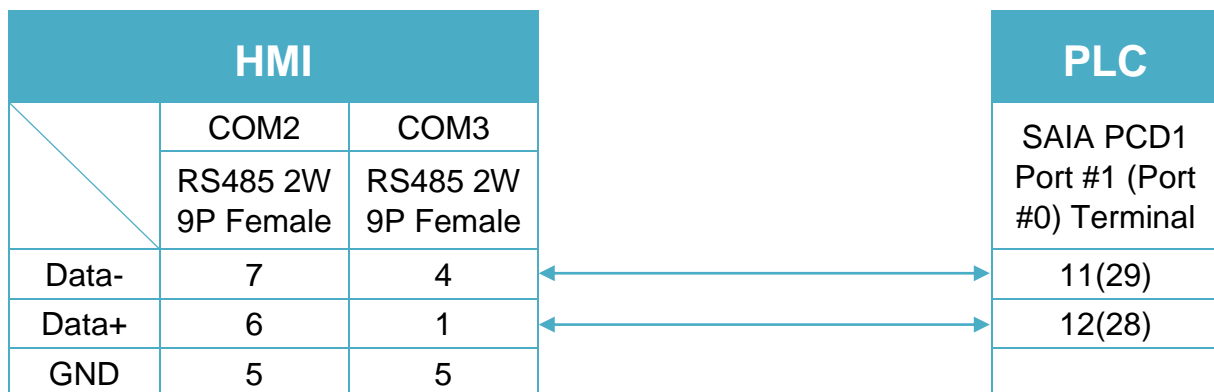 HMI
PLC
COM2
COM3
RS485 2W
9P Female
RS485 2W
9P Female
SAIA PCD1
Port #1 (Port
#0) Terminal
Data-
7
4
11(29)
Data+
6
1
12(28)
GND
5
5